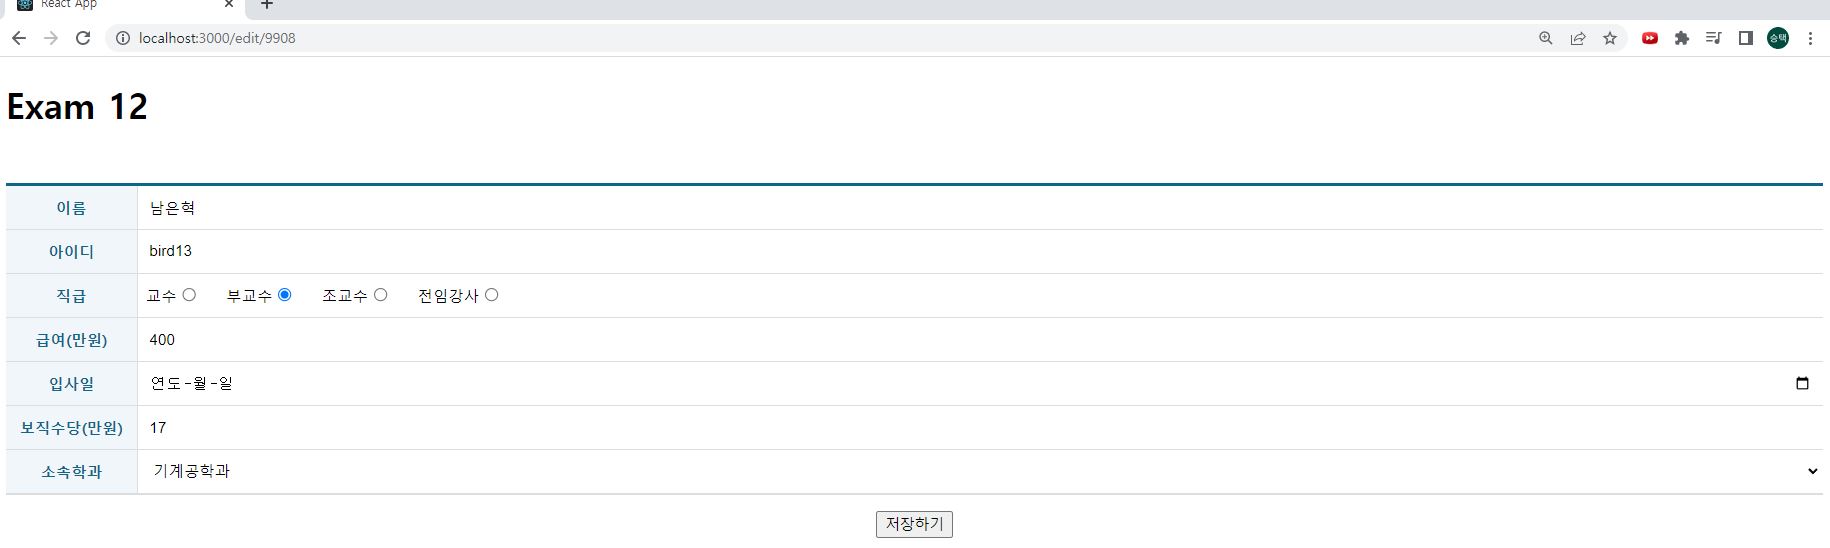 React App
localhost:3000/edit/9908
승택
Exam 12
이름 남은혁
아이디 bird13
직급 교수 부교수 조교수 전임강사
급여(만원) 400
입사일 연도-월-일
보직수당(만원) 17
소속학과 기계공학과
저장하기